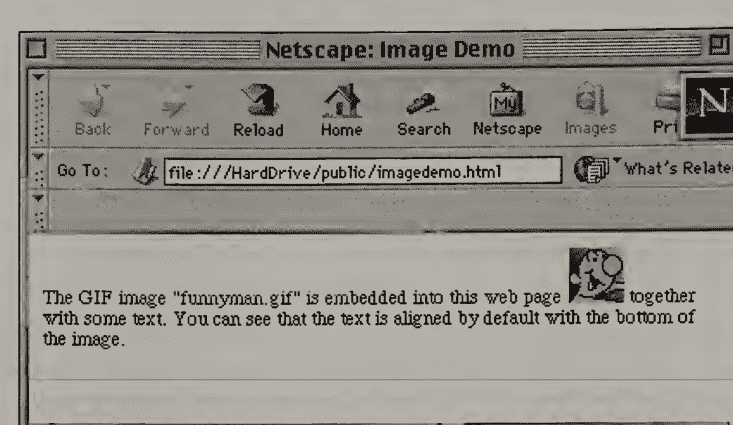 Netscape: Image Demo
Back Forward Reload Home Search My Netscape Images Pri N
Go To: file:///HardDrive/public/imagedemo.html What's Relate
The GIF image "funnyman.gif" is embedded into this web page together
with some text. You can see that the text is aligned by default with the bottom of
the image.